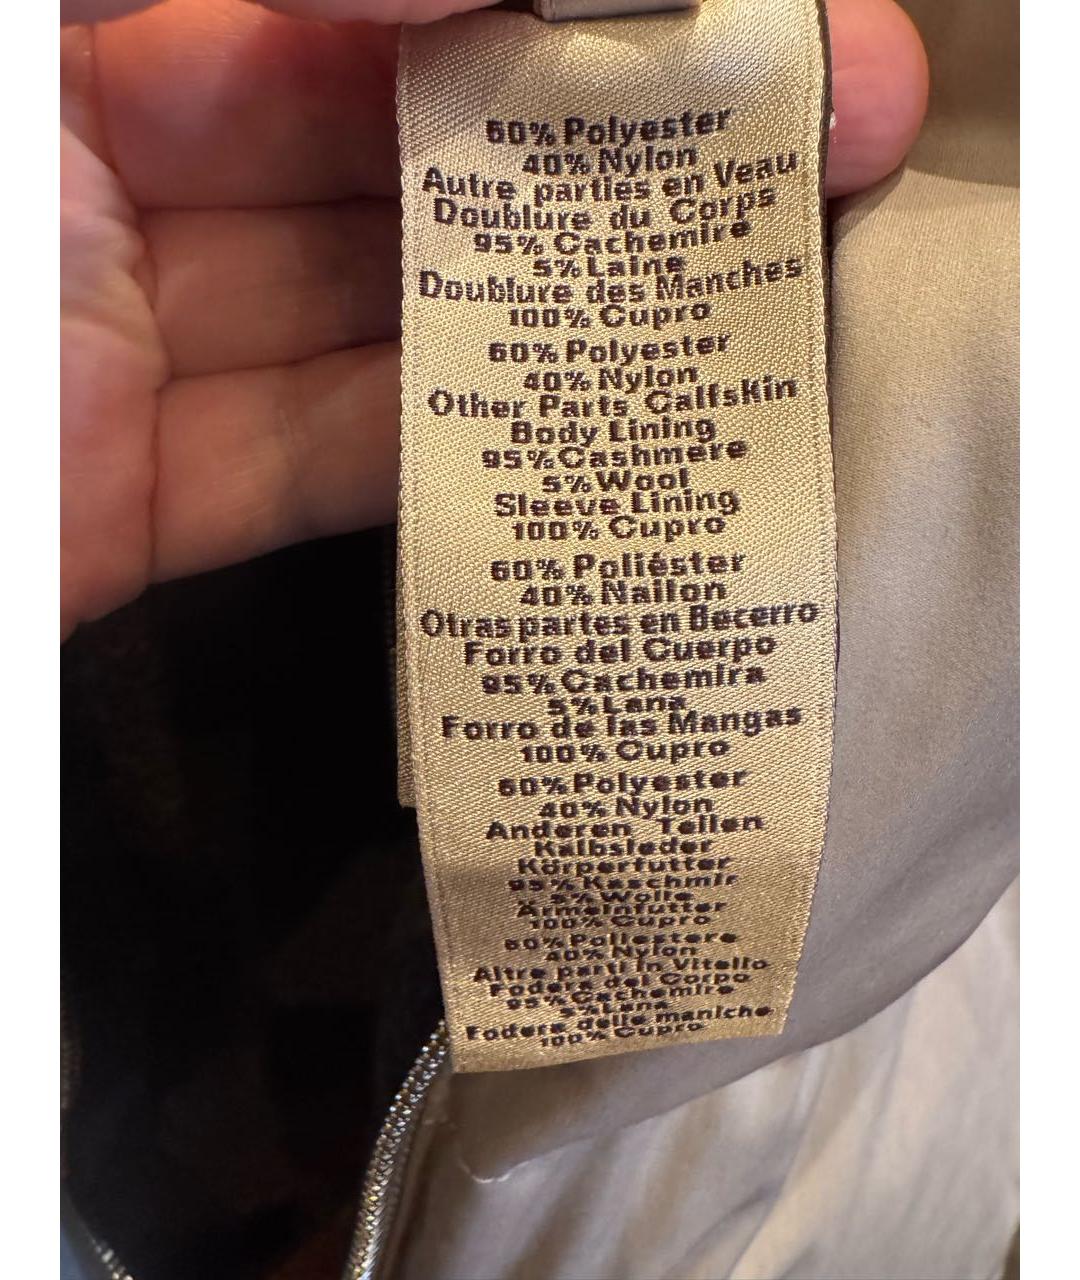 60% Polyester
40% Nylon
Autre parties en Veau
Doublure du Corps
95% Cachemire
5% Laine
Doublure des Manches
100% Cupro
60% Polyester
40% Nylon
Other Parts Calfskin
Body Lining
95% Cashmere
5% Wool
Sleeve Lining
100% Cupro
60% Poliéster
40% Nailon
Otras partes en Becerro
Forro del Cuerpo
95% Cachemira
5% Lana
Forro de las Mangas
100% Cupro
60% Polyester
40% Nylon
Anderen Teilen
Kalbsleder
Körperfutter
95% Kaschmir
5% Wolle
Ärmelnfutter
100% Cupro
60% Poliestere
40% Nylon
Altre parti in Vitello
Fodera del Corpo
95% Cachemire
5% Lana
Fodera delle maniche
100% Cupro